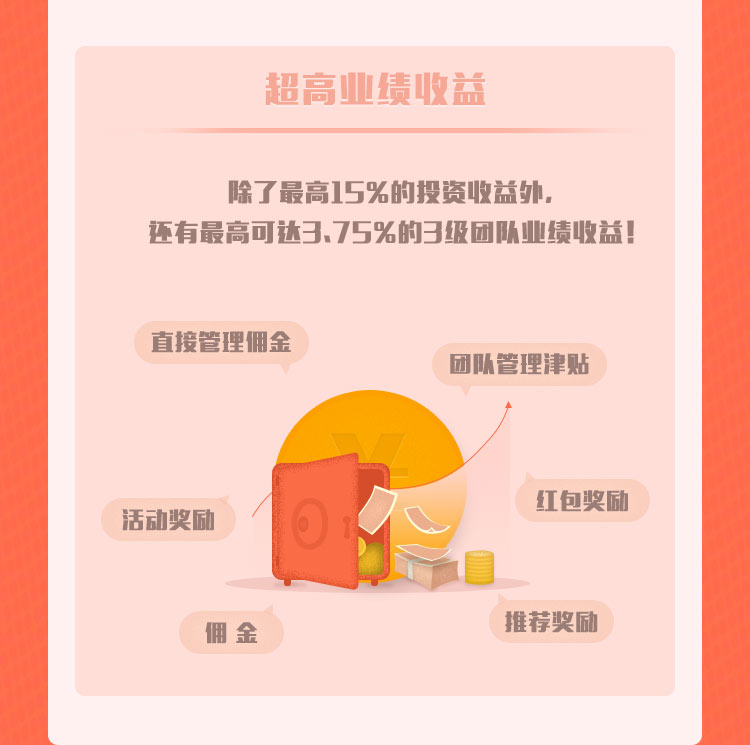 超高业绩收益
除了最高15%的投资收益外,
还有最高可达3、75%的3级团队业绩收益!
直接管理佣金
团队管理津贴
红包奖励
活动奖励
推荐奖励
佣 金